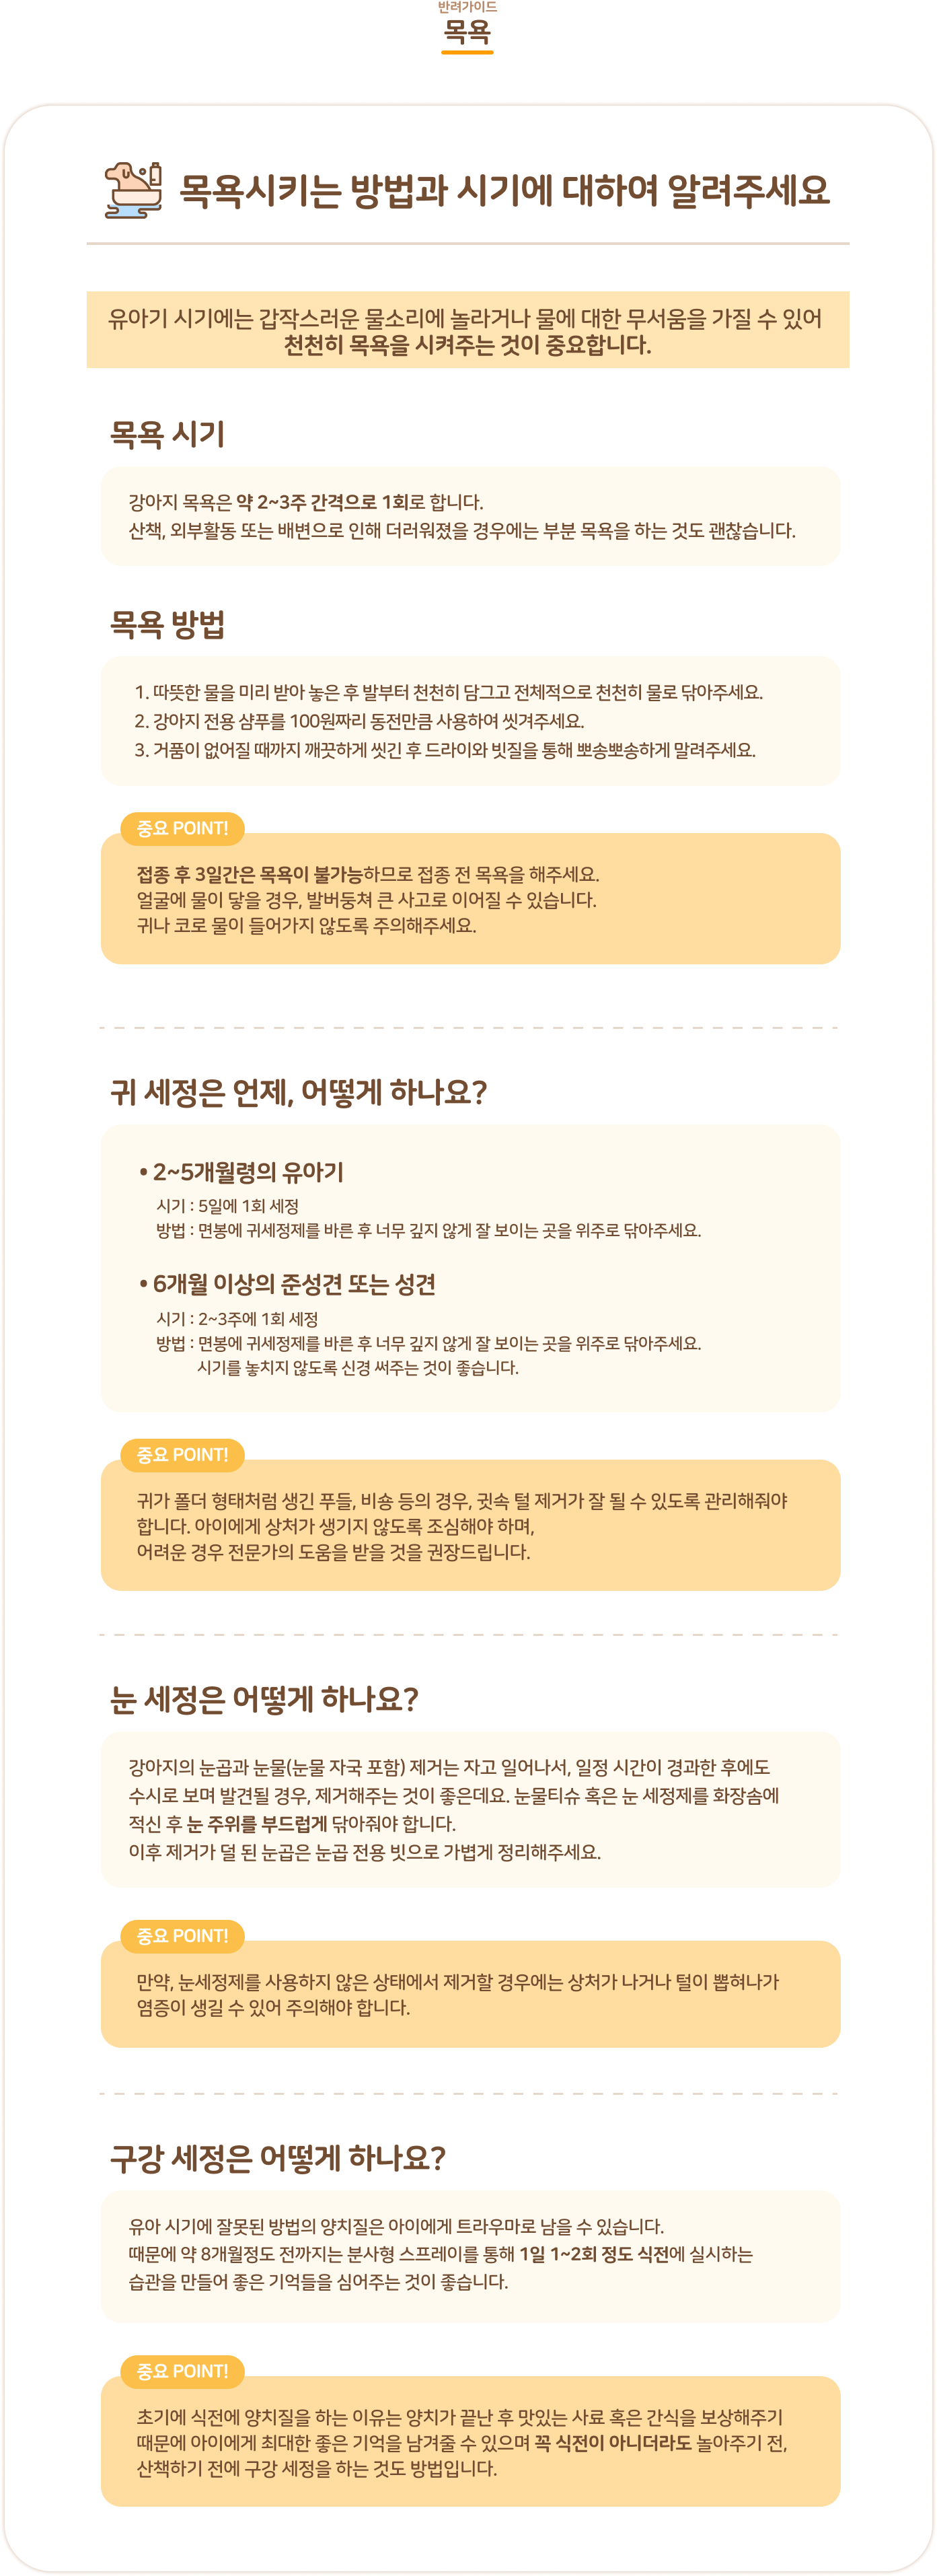 반려가이드
목욕
목욕시키는 방법과 시기에 대하여 알려주세요
유아기 시기에는 갑작스러운 물소리에 놀라거나 물에 대한 무서움을 가질 수 있어
천천히 목욕을 시켜주는 것이 중요합니다.
목욕 시기
강아지 목욕은 약 2~3주 간격으로 1회로 합니다.
산책, 외부활동 또는 배변으로 인해 더러워졌을 경우에는 부분 목욕을 하는 것도 괜찮습니다.
목욕 방법
1. 따뜻한 물을 미리 받아 놓은 후 발부터 천천히 담그고 전체적으로 천천히 물로 닦아주세요.
2. 강아지 전용 샴푸를 100원짜리 동전만큼 사용하여 씻겨주세요.
3. 거품이 없어질 때까지 깨끗하게 씻긴 후 드라이와 빗질을 통해 뽀송뽀송하게 말려주세요.
중요 POINT!
접종 후 3일간은 목욕이 불가능하므로 접종 전 목욕을 해주세요.
얼굴에 물이 닿을 경우, 발버둥쳐 큰 사고로 이어질 수 있습니다.
귀나 코로 물이 들어가지 않도록 주의해주세요.
귀 세정은 언제, 어떻게 하나요?
• 2~5개월령의 유아기
시기 : 5일에 1회 세정
방법 : 면봉에 귀세정제를 바른 후 너무 깊지 않게 잘 보이는 곳을 위주로 닦아주세요.
• 6개월 이상의 준성견 또는 성견
시기 : 2~3주에 1회 세정
방법 : 면봉에 귀세정제를 바른 후 너무 깊지 않게 잘 보이는 곳을 위주로 닦아주세요.
시기를 놓치지 않도록 신경 써주는 것이 좋습니다.
중요 POINT!
귀가 폴더 형태처럼 생긴 푸들, 비숑 등의 경우, 귓속 털 제거가 잘 될 수 있도록 관리해줘야
합니다. 아이에게 상처가 생기지 않도록 조심해야 하며,
어려운 경우 전문가의 도움을 받을 것을 권장드립니다.
눈 세정은 어떻게 하나요?
강아지의 눈곱과 눈물(눈물 자국 포함) 제거는 자고 일어나서, 일정 시간이 경과한 후에도
수시로 보며 발견될 경우, 제거해주는 것이 좋은데요. 눈물티슈 혹은 눈 세정제를 화장솜에
적신 후 눈 주위를 부드럽게 닦아줘야 합니다.
이후 제거가 덜 된 눈곱은 눈곱 전용 빗으로 가볍게 정리해주세요.
중요 POINT!
만약, 눈세정제를 사용하지 않은 상태에서 제거할 경우에는 상처가 나거나 털이 뽑혀나가
염증이 생길 수 있어 주의해야 합니다.
구강 세정은 어떻게 하나요?
유아 시기에 잘못된 방법의 양치질은 아이에게 트라우마로 남을 수 있습니다.
때문에 약 8개월정도 전까지는 분사형 스프레이를 통해 1일 1~2회 정도 식전에 실시하는
습관을 만들어 좋은 기억들을 심어주는 것이 좋습니다.
중요 POINT!
초기에 식전에 양치질을 하는 이유는 양치가 끝난 후 맛있는 사료 혹은 간식을 보상해주기
때문에 아이에게 최대한 좋은 기억을 남겨줄 수 있으며 꼭 식전이 아니더라도 놀아주기 전,
산책하기 전에 구강 세정을 하는 것도 방법입니다.